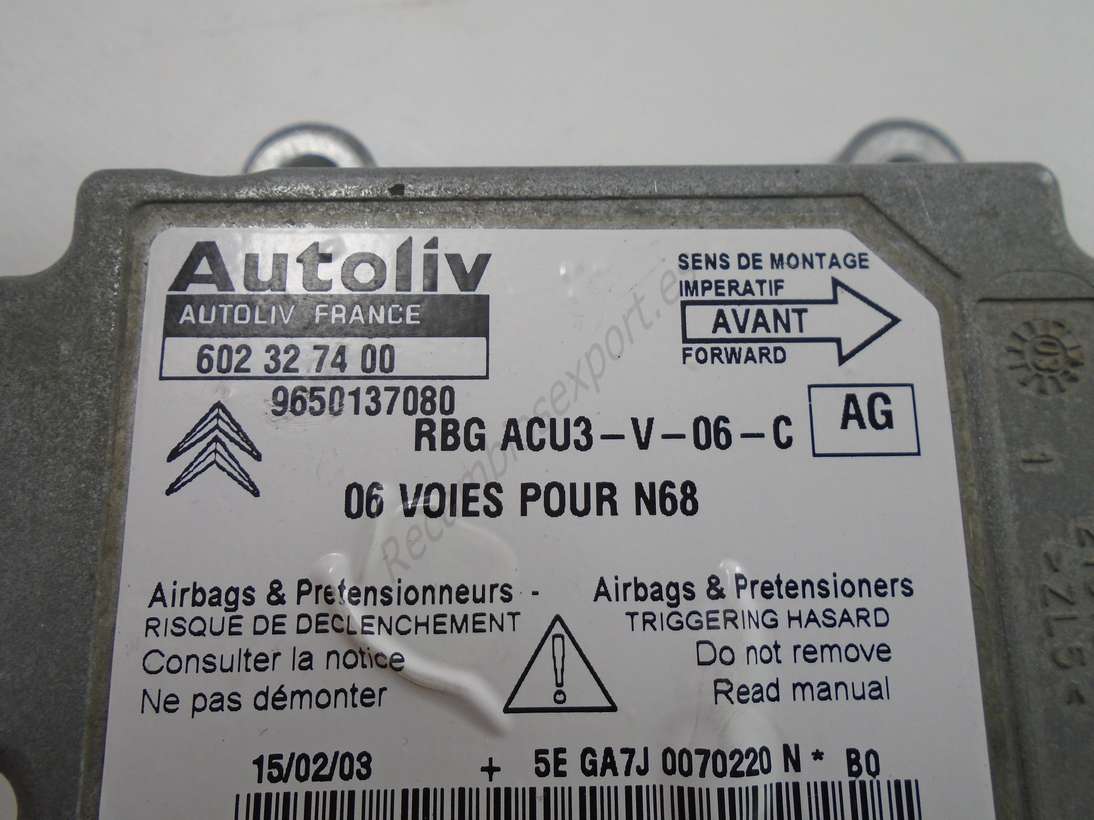 Autoliv
AUTOLIV FRANCE
602 32 74 00
9650137080
SENS DE MONTAGE
IMPERATIF
AVANT
FORWARD
RBG ACU3-V-06-C
AG
06 VOIES POUR N68
Airbags & Pretensionneurs -
RISQUE DE DECLENCHEMENT
Consulter la notice
Ne pas démonter
Airbags & Pretensioners
TRIGGERING HASARD
Do not remove
Read manual
15/02/03 + 5E GA7J 0070220 N * B0